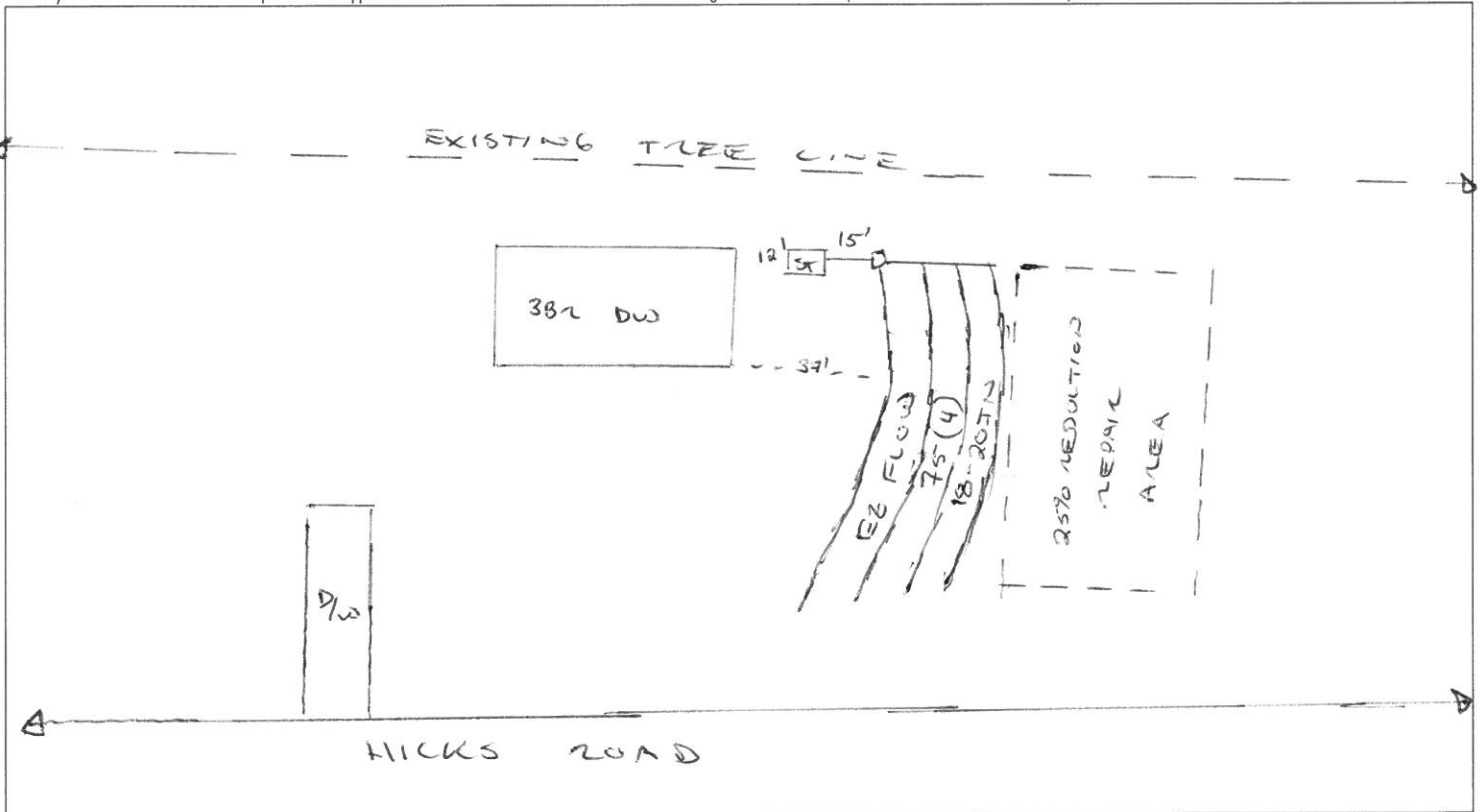 EXISTING TREE LINE
12'
ST
15'
3BR DW
37'
EZ FLOW
75 (4)
18-20 IN
25% REDUCTION
REPAIR
AREA
D/W
HICKS ROAD